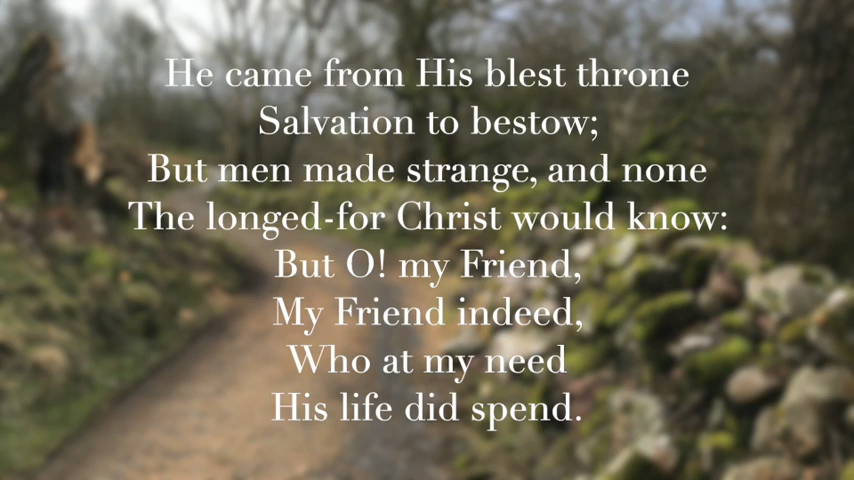 He came from His blest throne
Salvation to bestow;
But men made strange, and none
The longed-for Christ would know:
But O! my Friend,
My Friend indeed,
Who at my need
His life did spend.